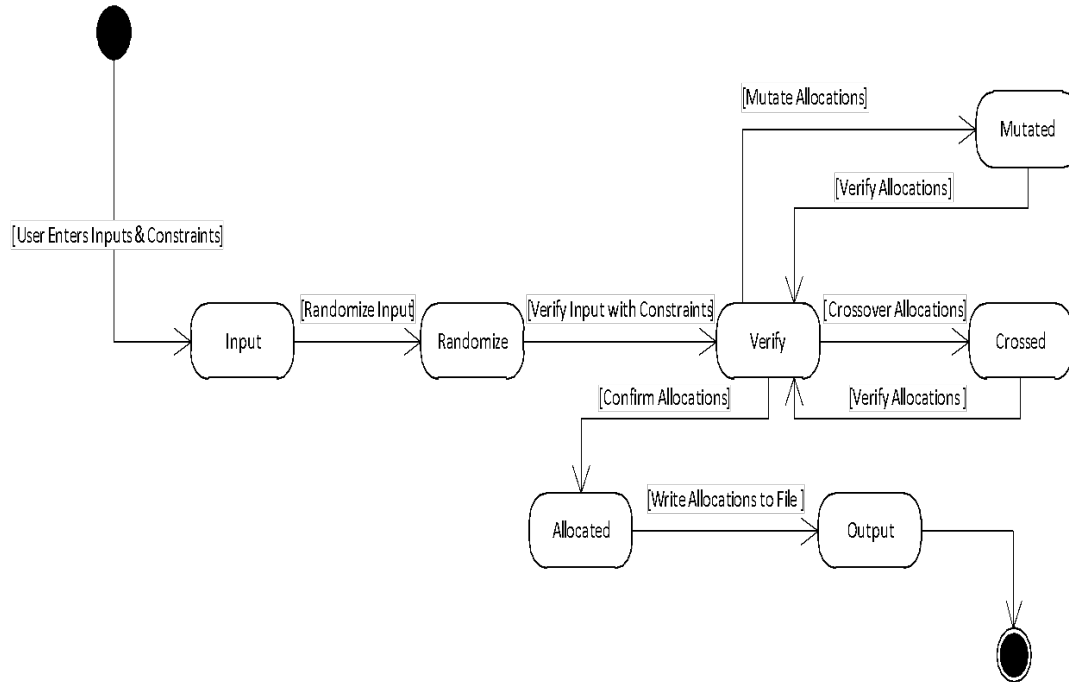 [Mutate Allocations]
Mutated
[Verify Allocations]
[User Enters Inputs & Constraints]
[Randomize Input]
[Verify Input with Constraints]
[Crossover Allocations]
Input
Randomize
Verify
Crossed
[Confirm Allocations]
[Verify Allocations ]
[Write Allocations to File ]
Allocated
Output